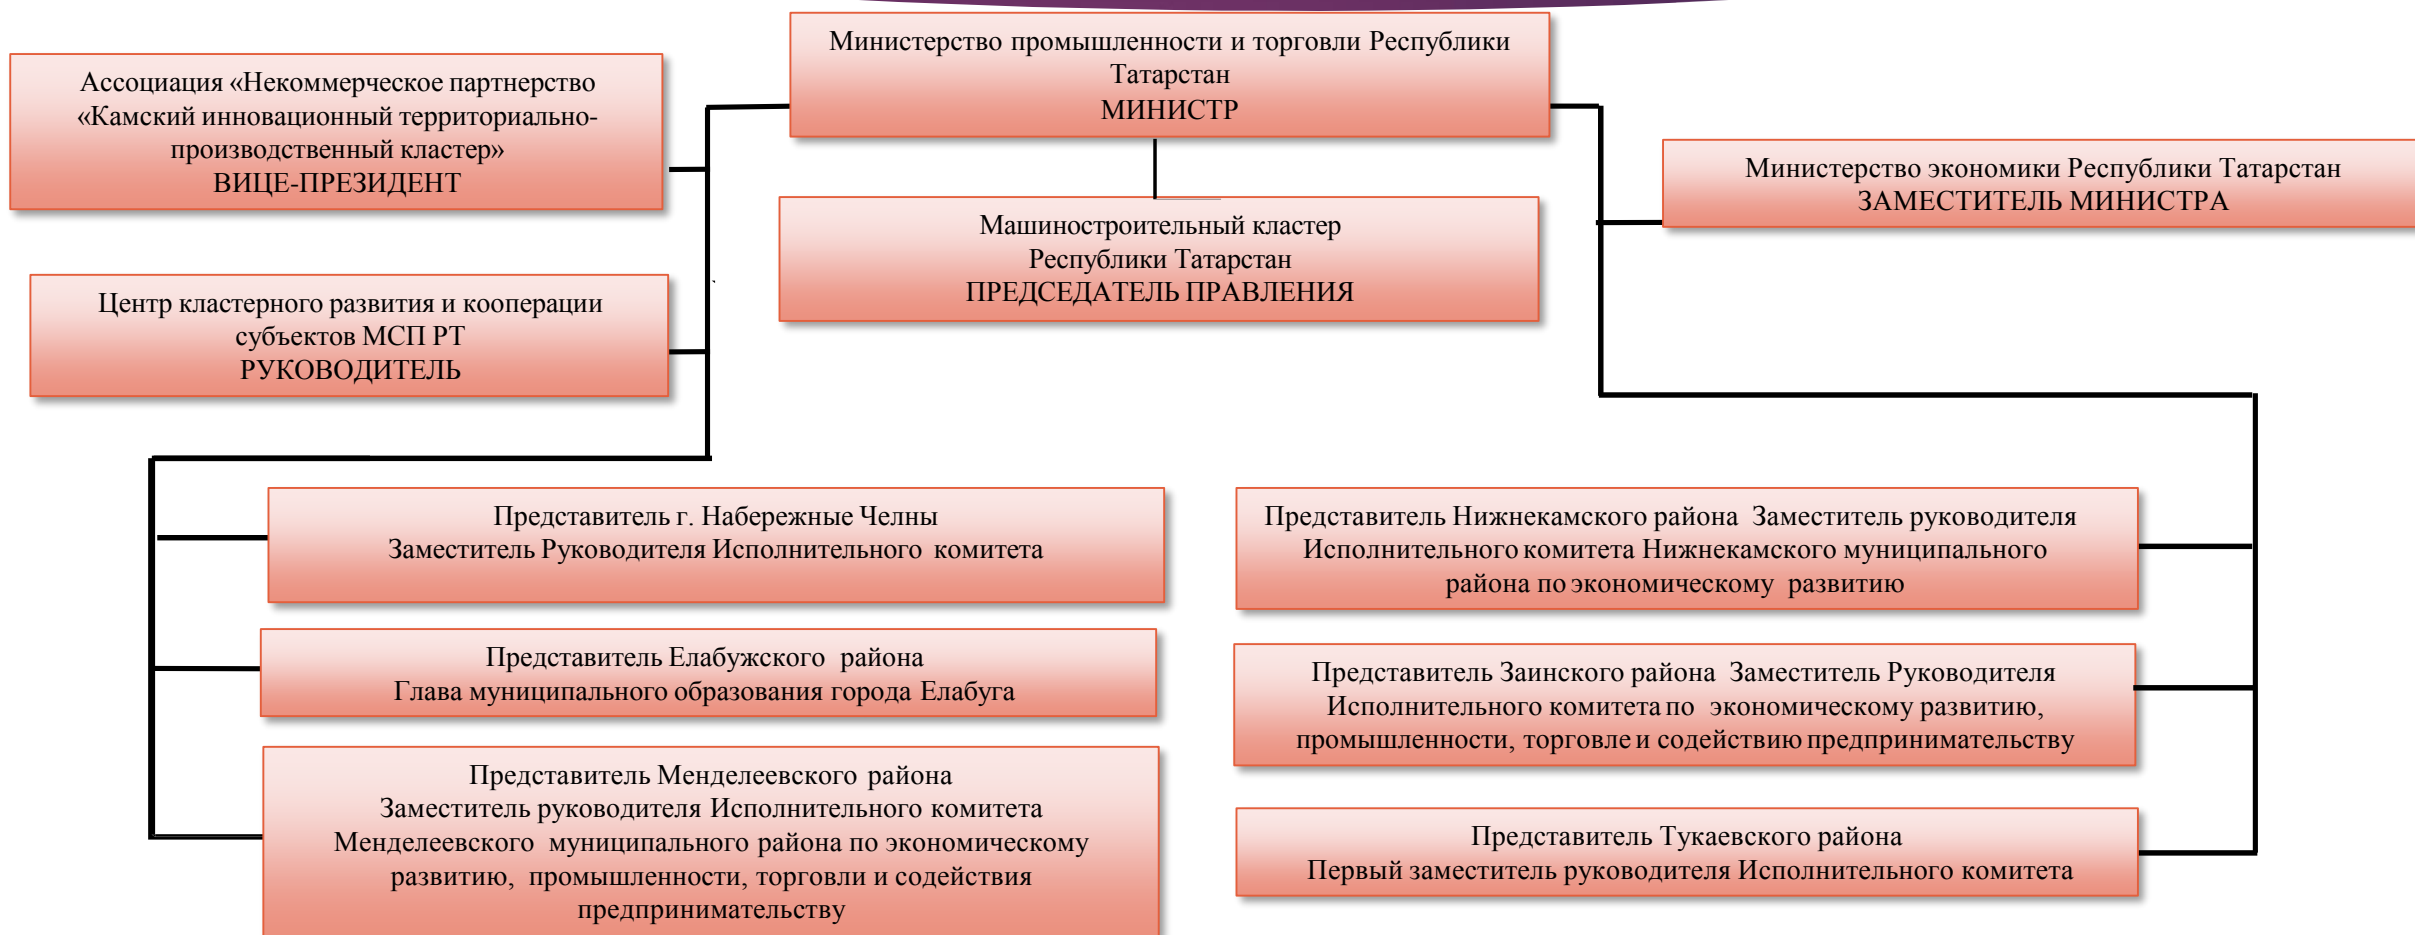 Министерство промышленности и торговли Республики
Татарстан
МИНИСТР
Ассоциация «Некоммерческое партнерство
«Камский инновационный территориально-
производственный кластер»
ВИЦЕ-ПРЕЗИДЕНТ
Министерство экономики Республики Татарстан
ЗАМЕСТИТЕЛЬ МИНИСТРА
Машиностроительный кластер
Республики Татарстан
ПРЕДСЕДАТЕЛЬ ПРАВЛЕНИЯ
Центр кластерного развития и кооперации
субъектов МСП РТ
РУКОВОДИТЕЛЬ
Представитель г. Набережные Челны
Заместитель Руководителя Исполнительного комитета
Представитель Елабужского района
Глава муниципального образования города Елабуга
Представитель Менделеевского района
Заместитель руководителя Исполнительного комитета
Менделеевского муниципального района по экономическому
развитию, промышленности, торговли и содействия
предпринимательству
Представитель Нижнекамского района Заместитель руководителя
Исполнительного комитета Нижнекамского муниципального
района по экономическому развитию
Представитель Заинского района Заместитель Руководителя
Исполнительного комитета по экономическому развитию,
промышленности, торговле и содействию предпринимательству
Представитель Тукаевского района
Первый заместитель руководителя Исполнительного комитета